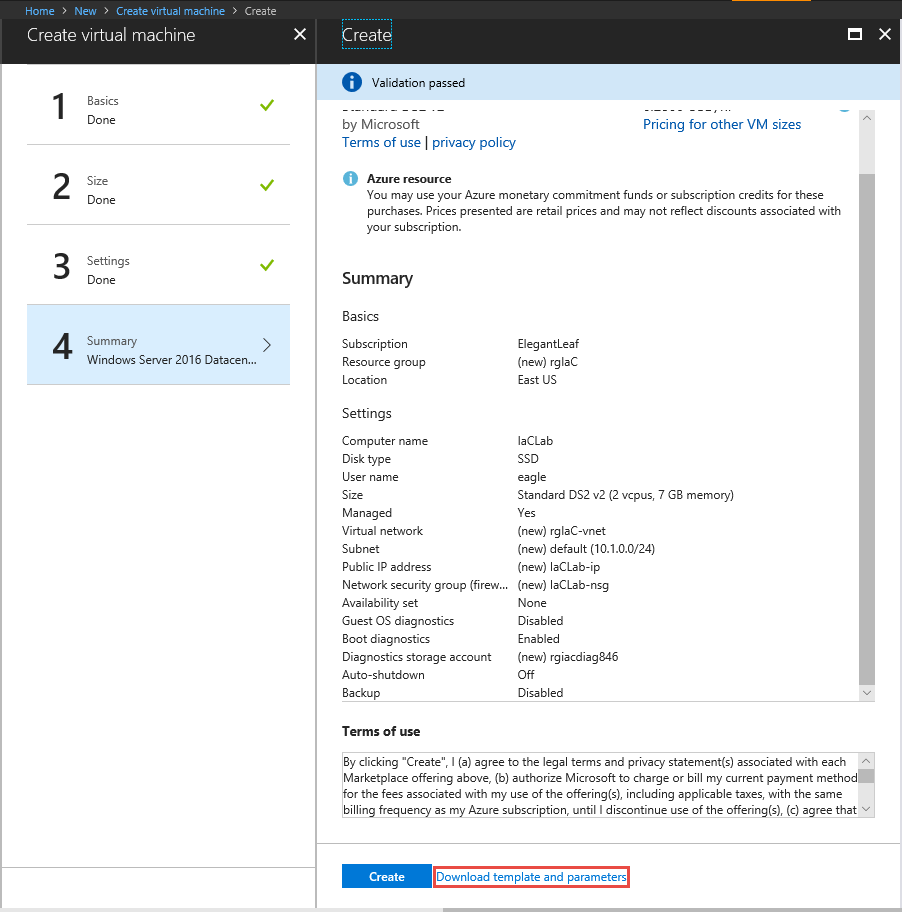 Home > New > Create virtual machine > Create
Create virtual machine
1
Basics
Done
2
Size
Done
3
Settings
Done
4
Summary
Windows Server 2016 Datacen...
Create
Validation passed
by Microsoft
Pricing for other VM sizes
Terms of use | privacy policy
Azure resource
You may use your Azure monetary commitment funds or subscription credits for these
purchases. Prices presented are retail prices and may not reflect discounts associated with
your subscription.
Summary
Basics
Subscription ElegantLeaf
Resource group (new) rgIaC
Location East US
Settings
Computer name IaCLab
Disk type SSD
User name eagle
Size Standard DS2 v2 (2 vcpus, 7 GB memory)
Managed Yes
Virtual network (new) rgIaC-vnet
Subnet (new) default (10.1.0.0/24)
Public IP address (new) IaCLab-ip
Network security group (firew... (new) IaCLab-nsg
Availability set None
Guest OS diagnostics Disabled
Boot diagnostics Enabled
Diagnostics storage account (new) rgiacdiag846
Auto-shutdown Off
Backup Disabled
Terms of use
By clicking "Create", I (a) agree to the legal terms and privacy statement(s) associated with each
Marketplace offering above, (b) authorize Microsoft to charge or bill my current payment method
for the fees associated with my use of the offering(s), including applicable taxes, with the same
billing frequency as my Azure subscription, until I discontinue use of the offering(s), (c) agree that
Create
Download template and parameters